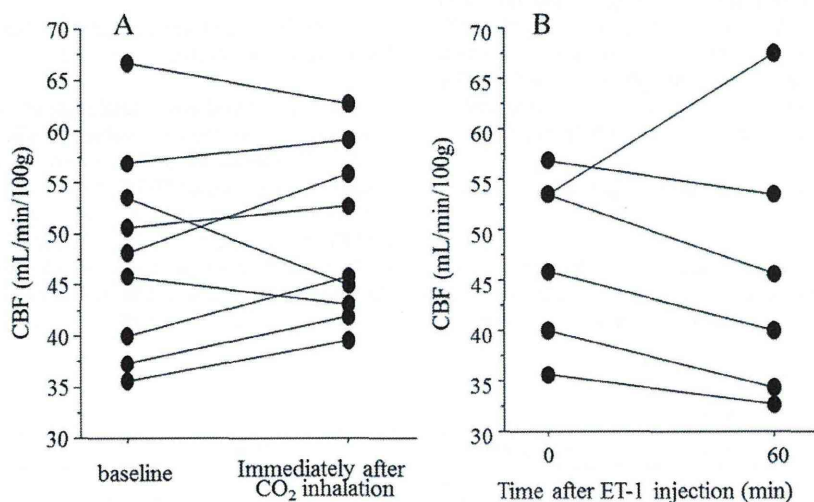 A
CBF (mL/min/100g)
70
65
60
55
50
45
40
35
30
baseline
Immediately after
CO₂ inhalation
B
CBF (mL/min/100g)
70
65
60
55
50
45
40
35
30
0
60
Time after ET-1 injection (min)